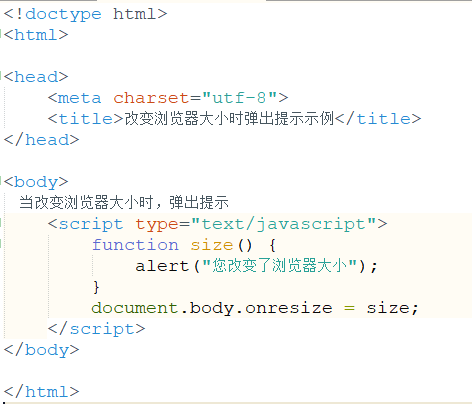 <!doctype html>
<html>
<head>
<meta charset="utf-8">
<title>改变浏览器大小时弹出提示示例</title>
</head>
<body>
当改变浏览器大小时，弹出提示
<script type="text/javascript">
function size() {
alert("您改变了浏览器大小");
}
document.body.onresize = size;
</script>
</body>
</html>